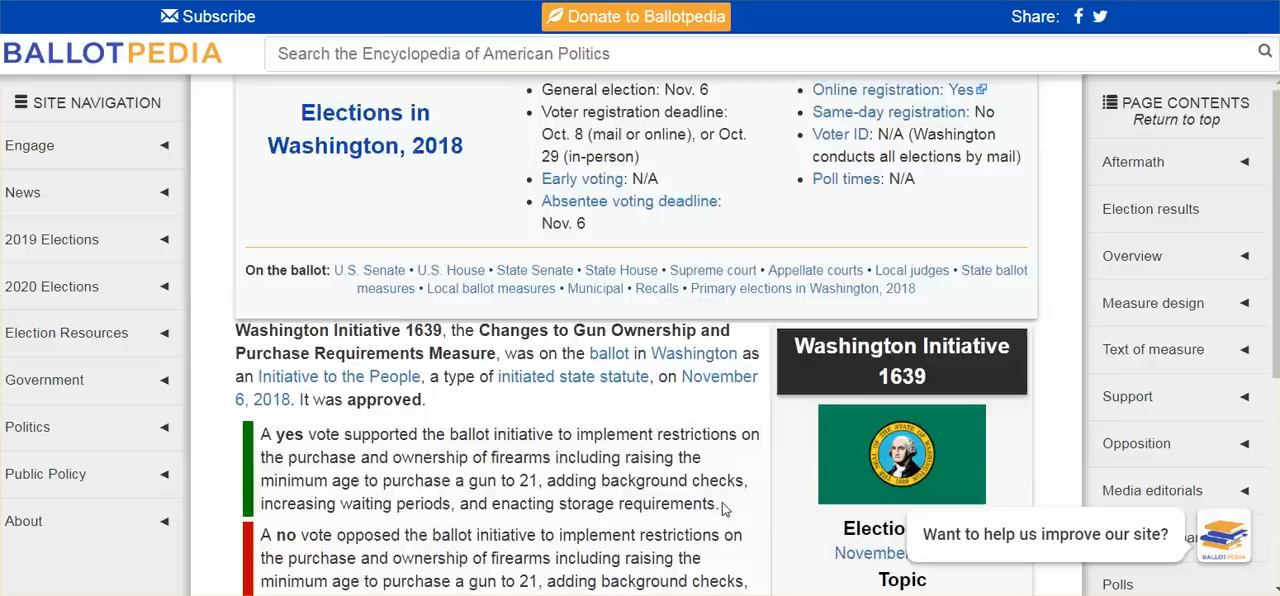 Subscribe
Donate to Ballotpedia
Share:
BALLOTPEDIA
Search the Encyclopedia of American Politics
SITE NAVIGATION
Engage
News
2019 Elections
2020 Elections
Election Resources
Government
Politics
Public Policy
About
Elections in
Washington, 2018
General election: Nov. 6
Voter registration deadline:
Oct. 8 (mail or online), or Oct.
29 (in-person)
Early voting: N/A
Absentee voting deadline:
Nov. 6
Online registration: Yes
Same-day registration: No
Voter ID: N/A (Washington
conducts all elections by mail)
Poll times: N/A
On the ballot: U.S. Senate • U.S. House • State Senate • State House • Supreme court • Appellate courts • Local judges • State ballot
measures • Local ballot measures • Municipal • Recalls • Primary elections in Washington, 2018
Washington Initiative 1639, the Changes to Gun Ownership and
Purchase Requirements Measure, was on the ballot in Washington as
an Initiative to the People, a type of initiated state statute, on November
6, 2018. It was approved.
A yes vote supported the ballot initiative to implement restrictions on
the purchase and ownership of firearms including raising the
minimum age to purchase a gun to 21, adding background checks,
increasing waiting periods, and enacting storage requirements.
A no vote opposed the ballot initiative to implement restrictions on
the purchase and ownership of firearms including raising the
minimum age to purchase a gun to 21, adding background checks,
Washington Initiative
1639
Electio
November
Topic
PAGE CONTENTS
Return to top
Aftermath
Election results
Overview
Measure design
Text of measure
Support
Opposition
Media editorials
Polls
Want to help us improve our site?
BALLOTPEDIA